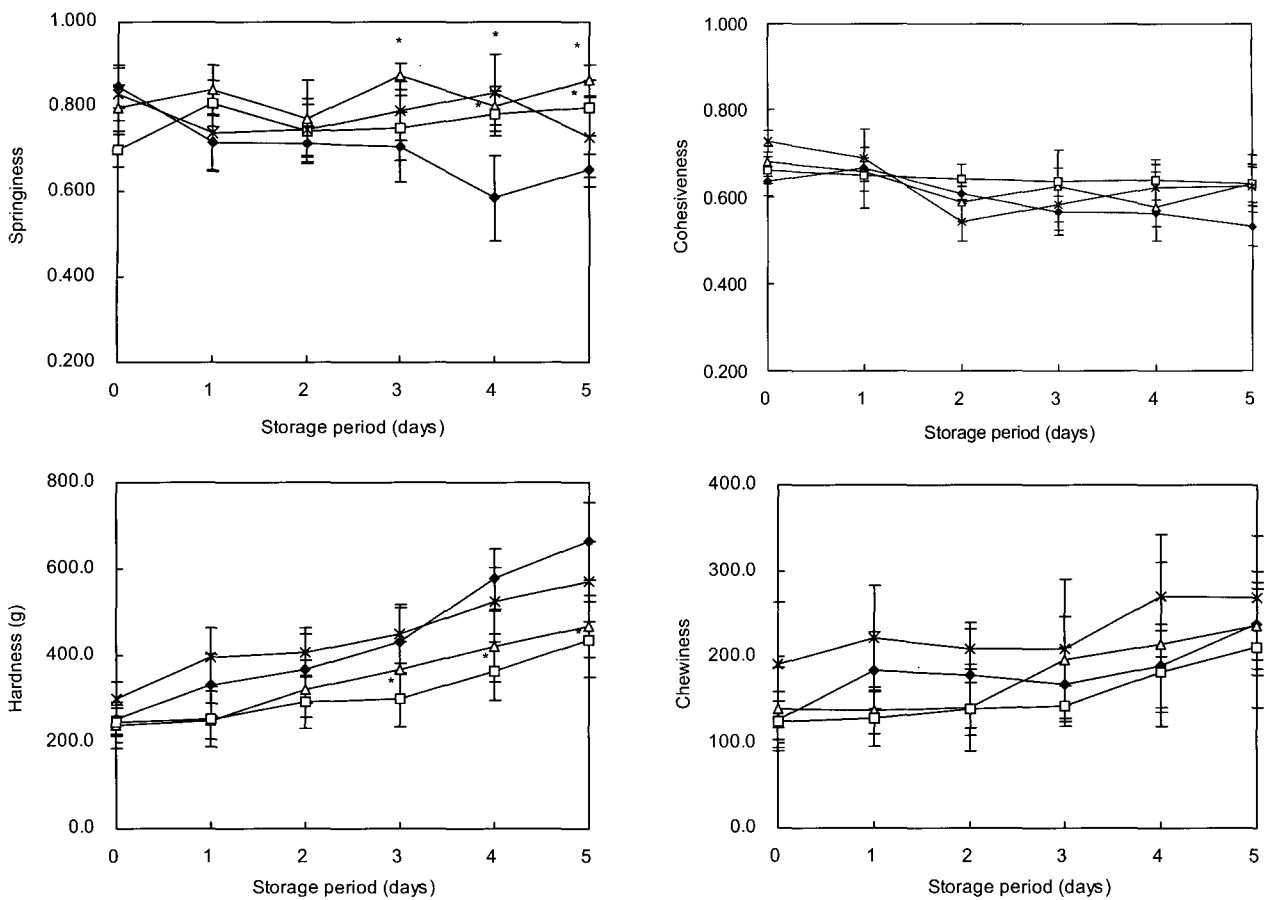 1.000
0.800
0.600
0.400
0.200
Springiness
* * *
* *
0 1 2 3 4 5
Storage period (days)
1.000
0.800
0.600
0.400
0.200
Cohesiveness
0 1 2 3 4 5
Storage period (days)
800.0
600.0
400.0
200.0
0.0
Hardness (g)
* * *
0 1 2 3 4 5
Storage period (days)
400.0
300.0
200.0
100.0
0.0
Chewiness
0 1 2 3 4 5
Storage period (days)